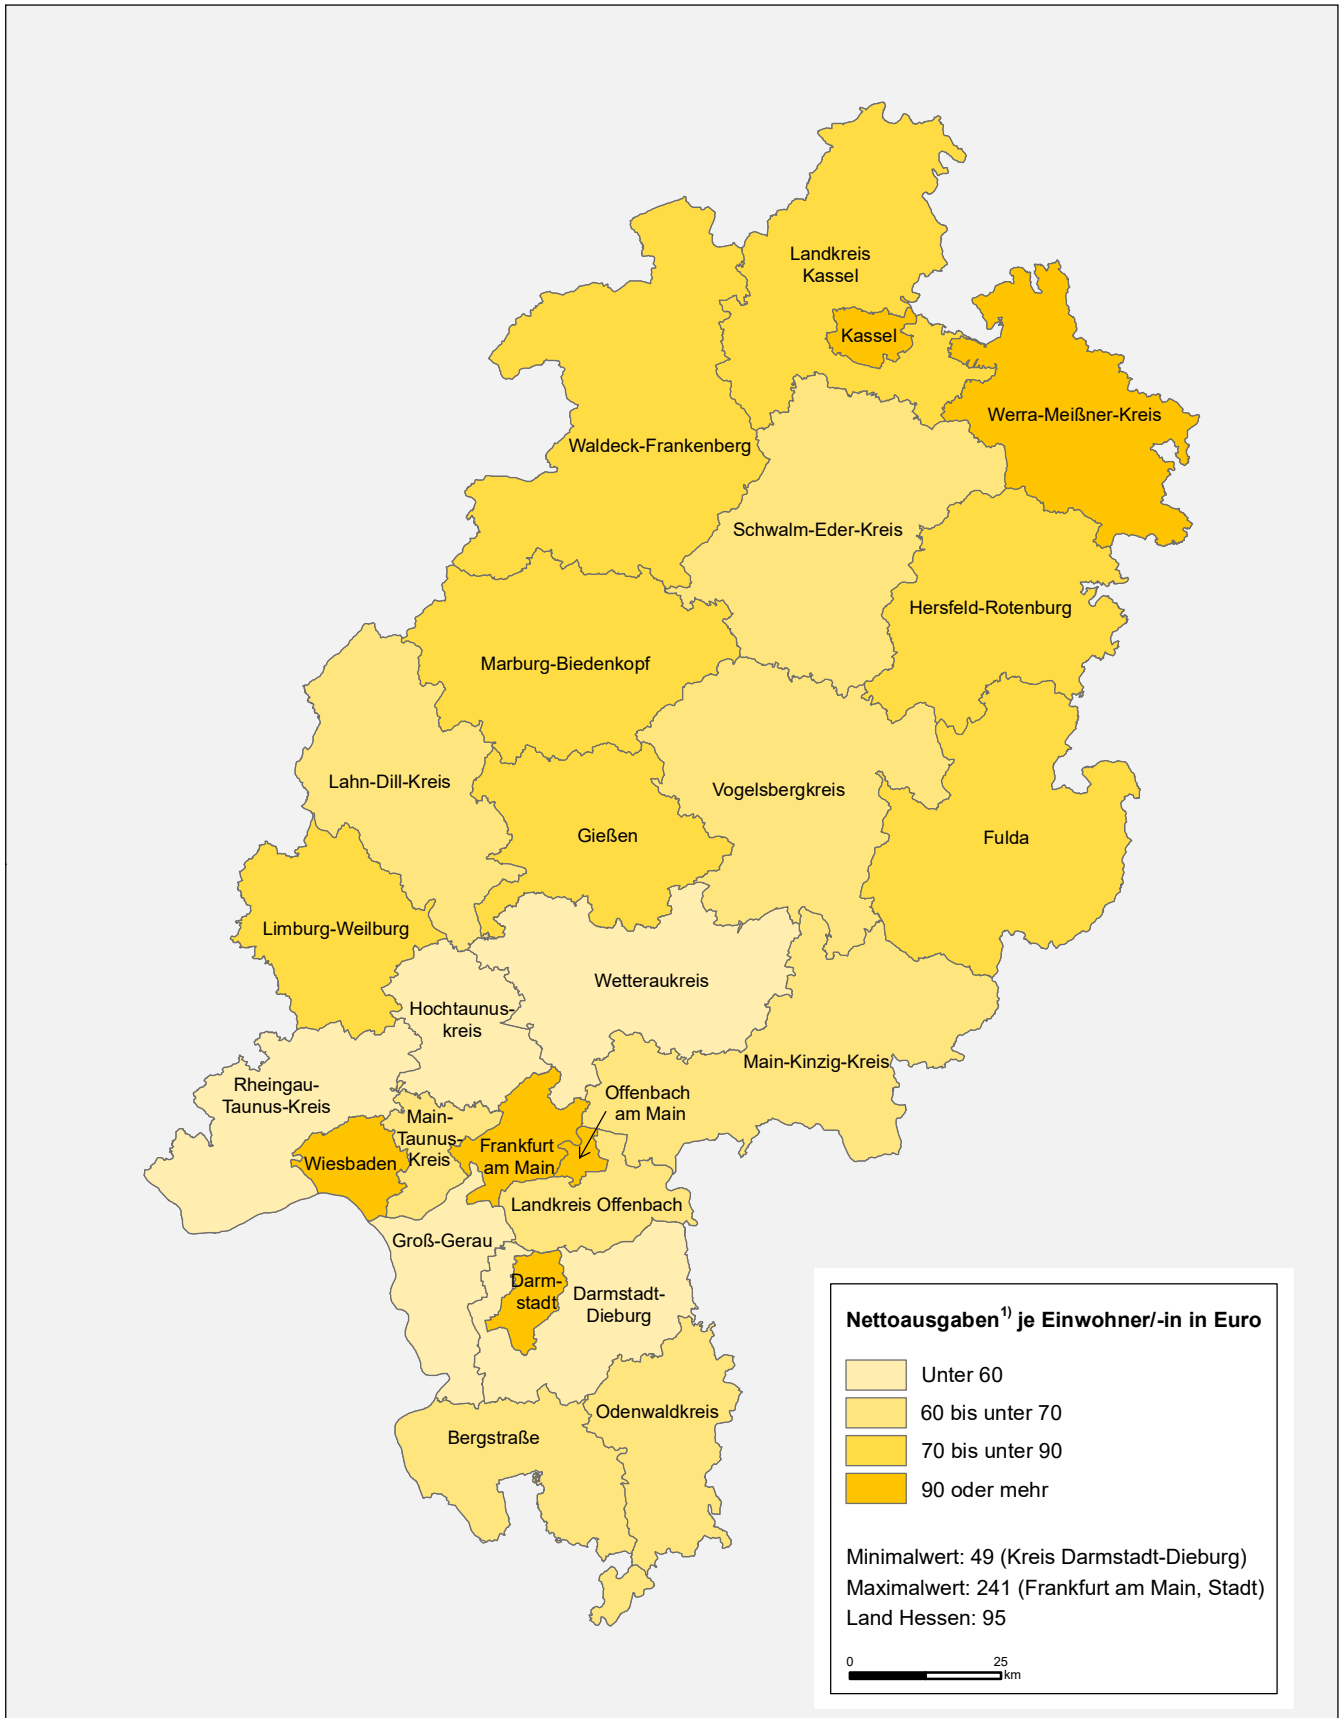 Landkreis
Kassel
Kassel
Werra-Meißner-Kreis
Waldeck-Frankenberg
Schwalm-Eder-Kreis
Hersfeld-Rotenburg
Marburg-Biedenkopf
Lahn-Dill-Kreis
Vogelsbergkreis
Gießen
Fulda
Limburg-Weilburg
Wetteraukreis
Hochtaunus-
kreis
Main-Kinzig-Kreis
Rheingau-
Taunus-Kreis
Offenbach
am Main
Main-
Taunus-
Kreis
Frankfurt
am Main
Wiesbaden
Landkreis Offenbach
Groß-Gerau
Darm-
stadt
Darmstadt-
Dieburg
Odenwaldkreis
Bergstraße
Nettoausgaben¹⁾ je Einwohner/-in in Euro
Unter 60
60 bis unter 70
70 bis unter 90
90 oder mehr
Minimalwert: 49 (Kreis Darmstadt-Dieburg)
Maximalwert: 241 (Frankfurt am Main, Stadt)
Land Hessen: 95
0 25
km